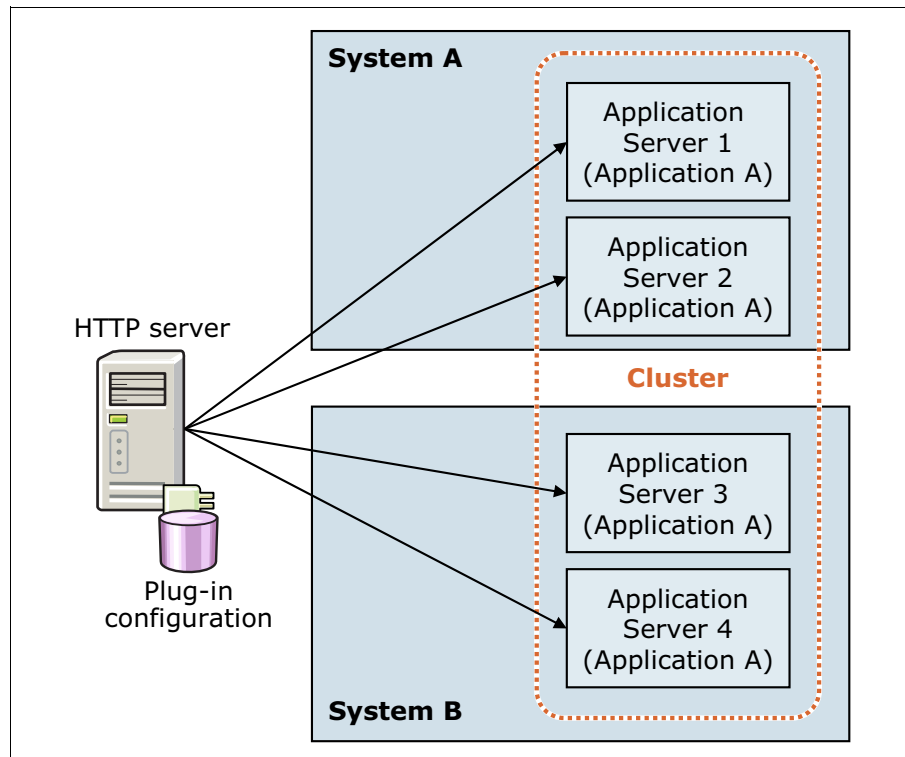 System A
Application
Server 1
(Application A)
Application
Server 2
(Application A)
HTTP server
Cluster
Application
Server 3
(Application A)
Plug-in
configuration
Application
Server 4
(Application A)
System B